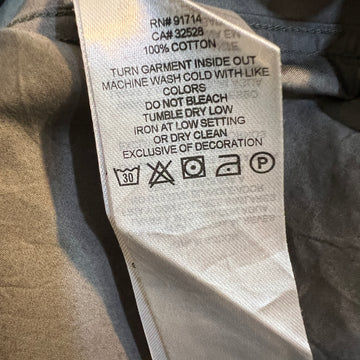 RN# 91714
CA# 32528
100% COTTON
TURN GARMENT INSIDE OUT
MACHINE WASH COLD WITH LIKE
COLORS
DO NOT BLEACH
TUMBLE DRY LOW
IRON AT LOW SETTING
OR DRY CLEAN
EXCLUSIVE OF DECORATION
30 P